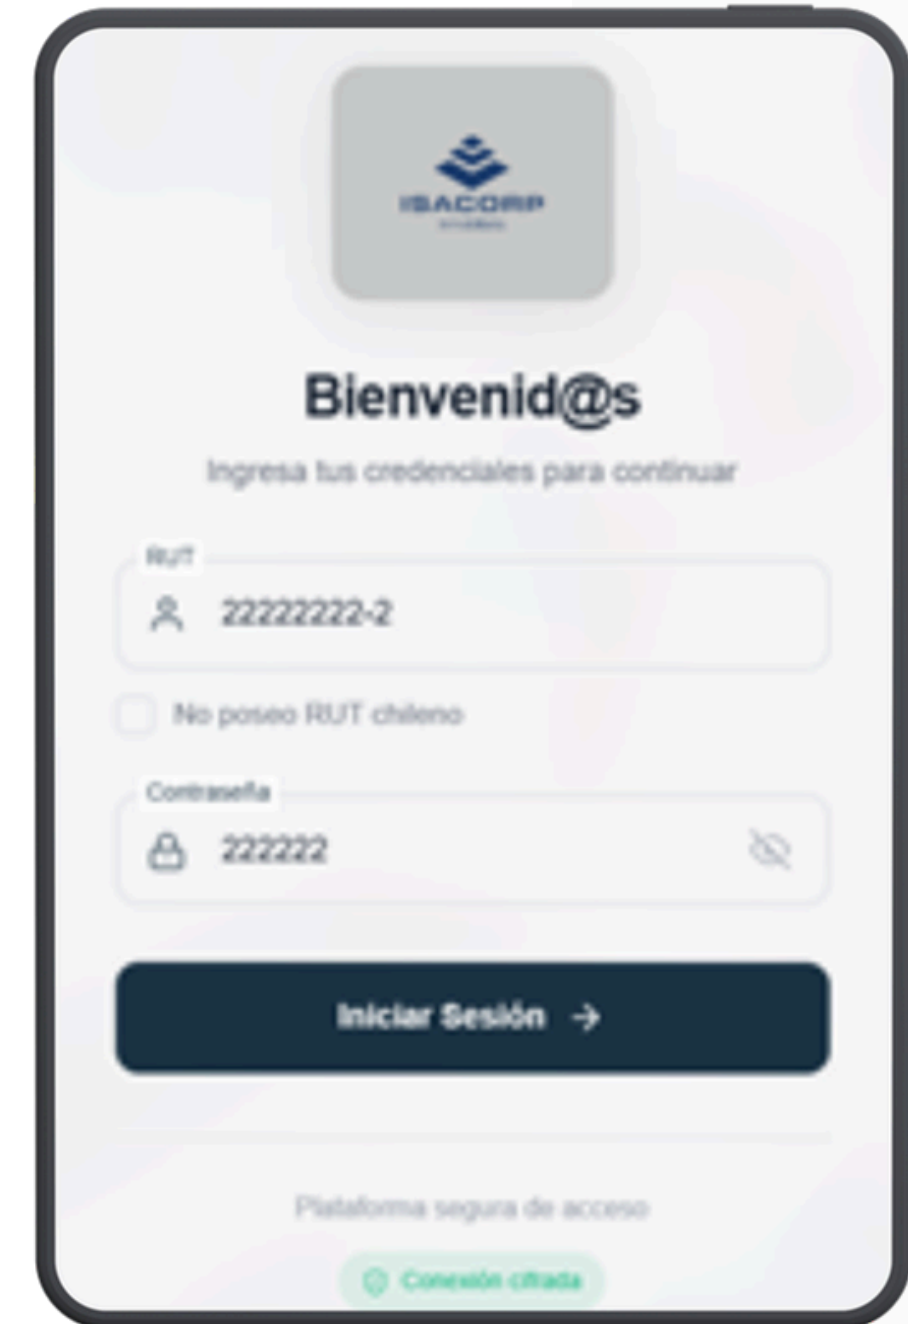 ISACORP
Bienvenid@s
Ingresa tus credenciales para continuar
RUT
22222222-2
No poseo RUT chileno
Contraseña
222222
Iniciar Sesión →
Plataforma segura de acceso
Conexión cifrada